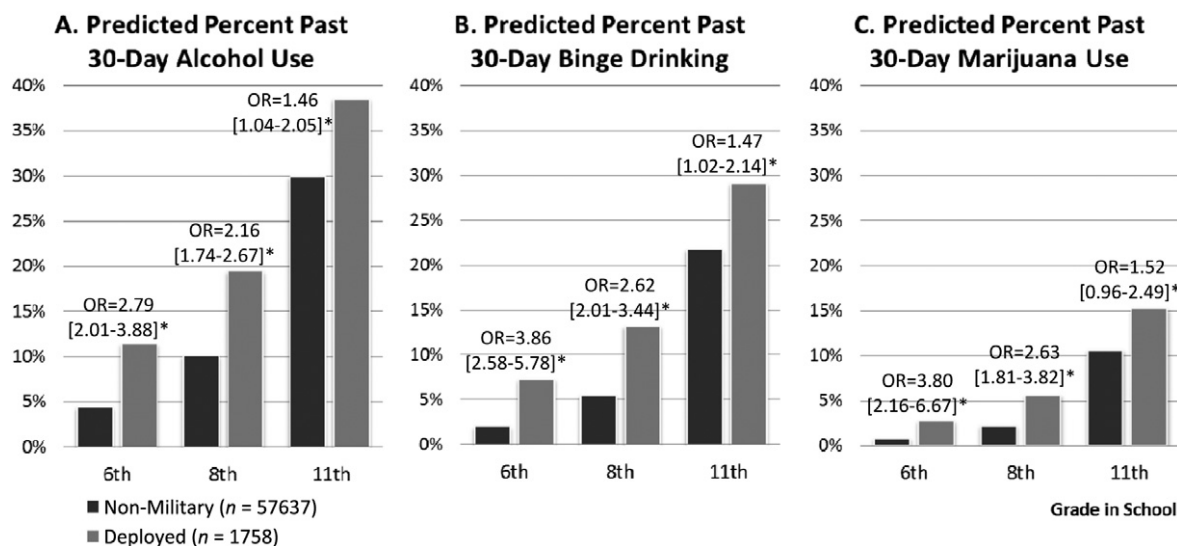 A. Predicted Percent Past
30-Day Alcohol Use
40%
35%
30%
25%
20%
15%
10%
5%
0%
OR=2.79
[2.01-3.88]*
OR=2.16
[1.74-2.67]*
OR=1.46
[1.04-2.05]*
6th
8th
11th
B. Predicted Percent Past
30-Day Binge Drinking
40%
35%
30%
25%
20%
15%
10%
5%
0%
OR=3.86
[2.58-5.78]*
OR=2.62
[2.01-3.44]*
OR=1.47
[1.02-2.14]*
6th
8th
11th
C. Predicted Percent Past
30-Day Marijuana Use
40%
35%
30%
25%
20%
15%
10%
5%
0%
OR=3.80
[2.16-6.67]*
OR=2.63
[1.81-3.82]*
OR=1.52
[0.96-2.49]*
6th
8th
11th
Non-Military (n = 57637)
Deployed (n = 1758)
Grade in School